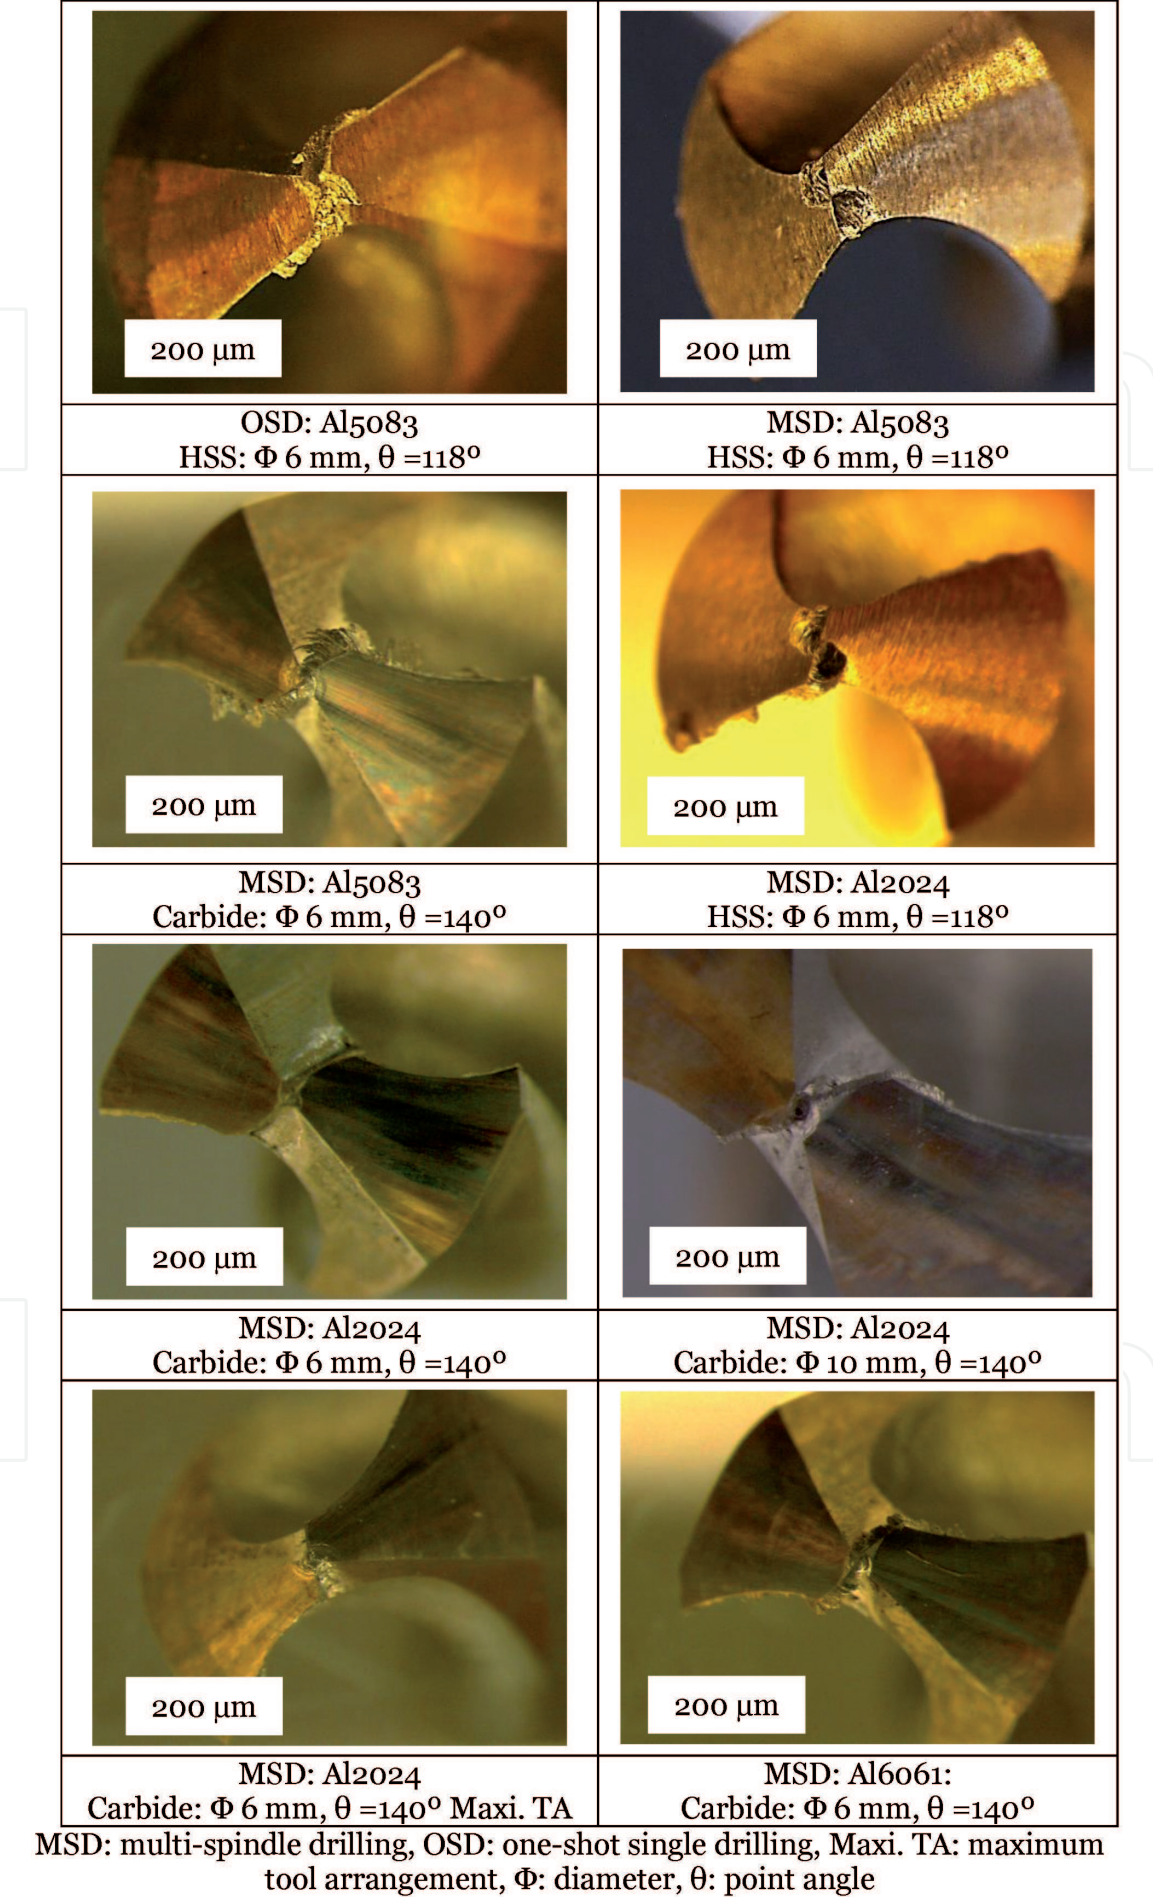 200 µm
200 µm
OSD: Al5083
HSS: Φ 6 mm, θ =118º
MSD: Al5083
HSS: Φ 6 mm, θ =118º
200 µm
200 µm
MSD: Al5083
Carbide: Φ 6 mm, θ =140º
MSD: Al2024
HSS: Φ 6 mm, θ =118º
200 µm
200 µm
MSD: Al2024
Carbide: Φ 6 mm, θ =140º
MSD: Al2024
Carbide: Φ 10 mm, θ =140º
200 µm
200 µm
MSD: Al2024
Carbide: Φ 6 mm, θ =140º Maxi. TA
MSD: Al6061:
Carbide: Φ 6 mm, θ =140º
MSD: multi-spindle drilling, OSD: one-shot single drilling, Maxi. TA: maximum
tool arrangement, Φ: diameter, θ: point angle